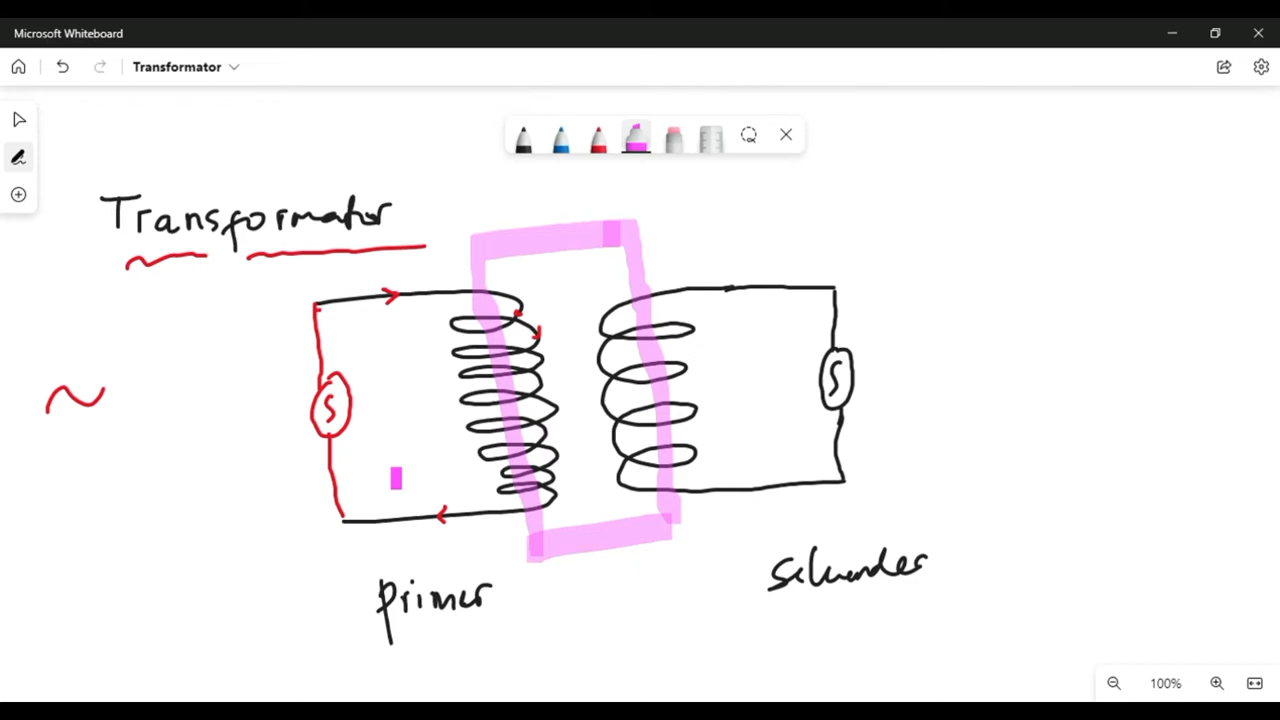 Microsoft Whiteboard
Transformator
Transformator
S
S
primer
sekunder
100%